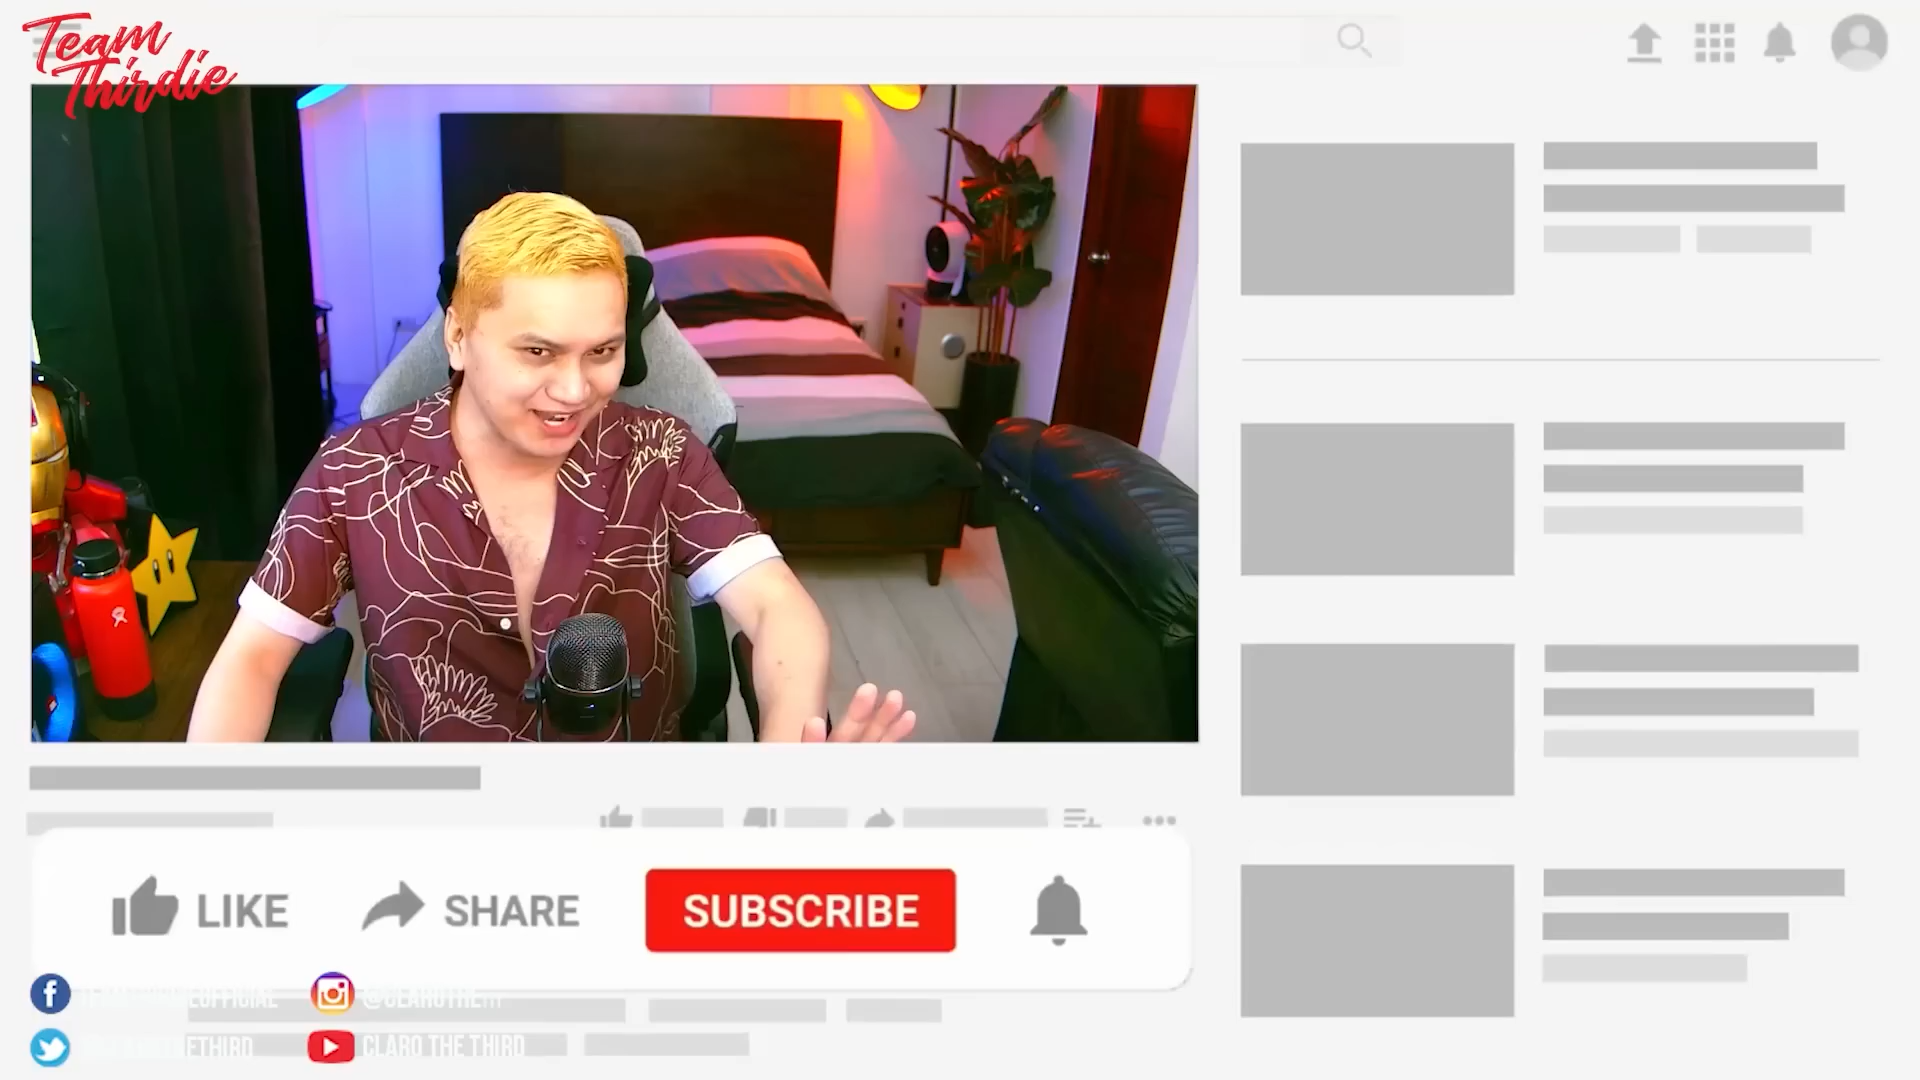 Team
Thirdie
LIKE
SHARE
SUBSCRIBE
CLARO THE THIRD